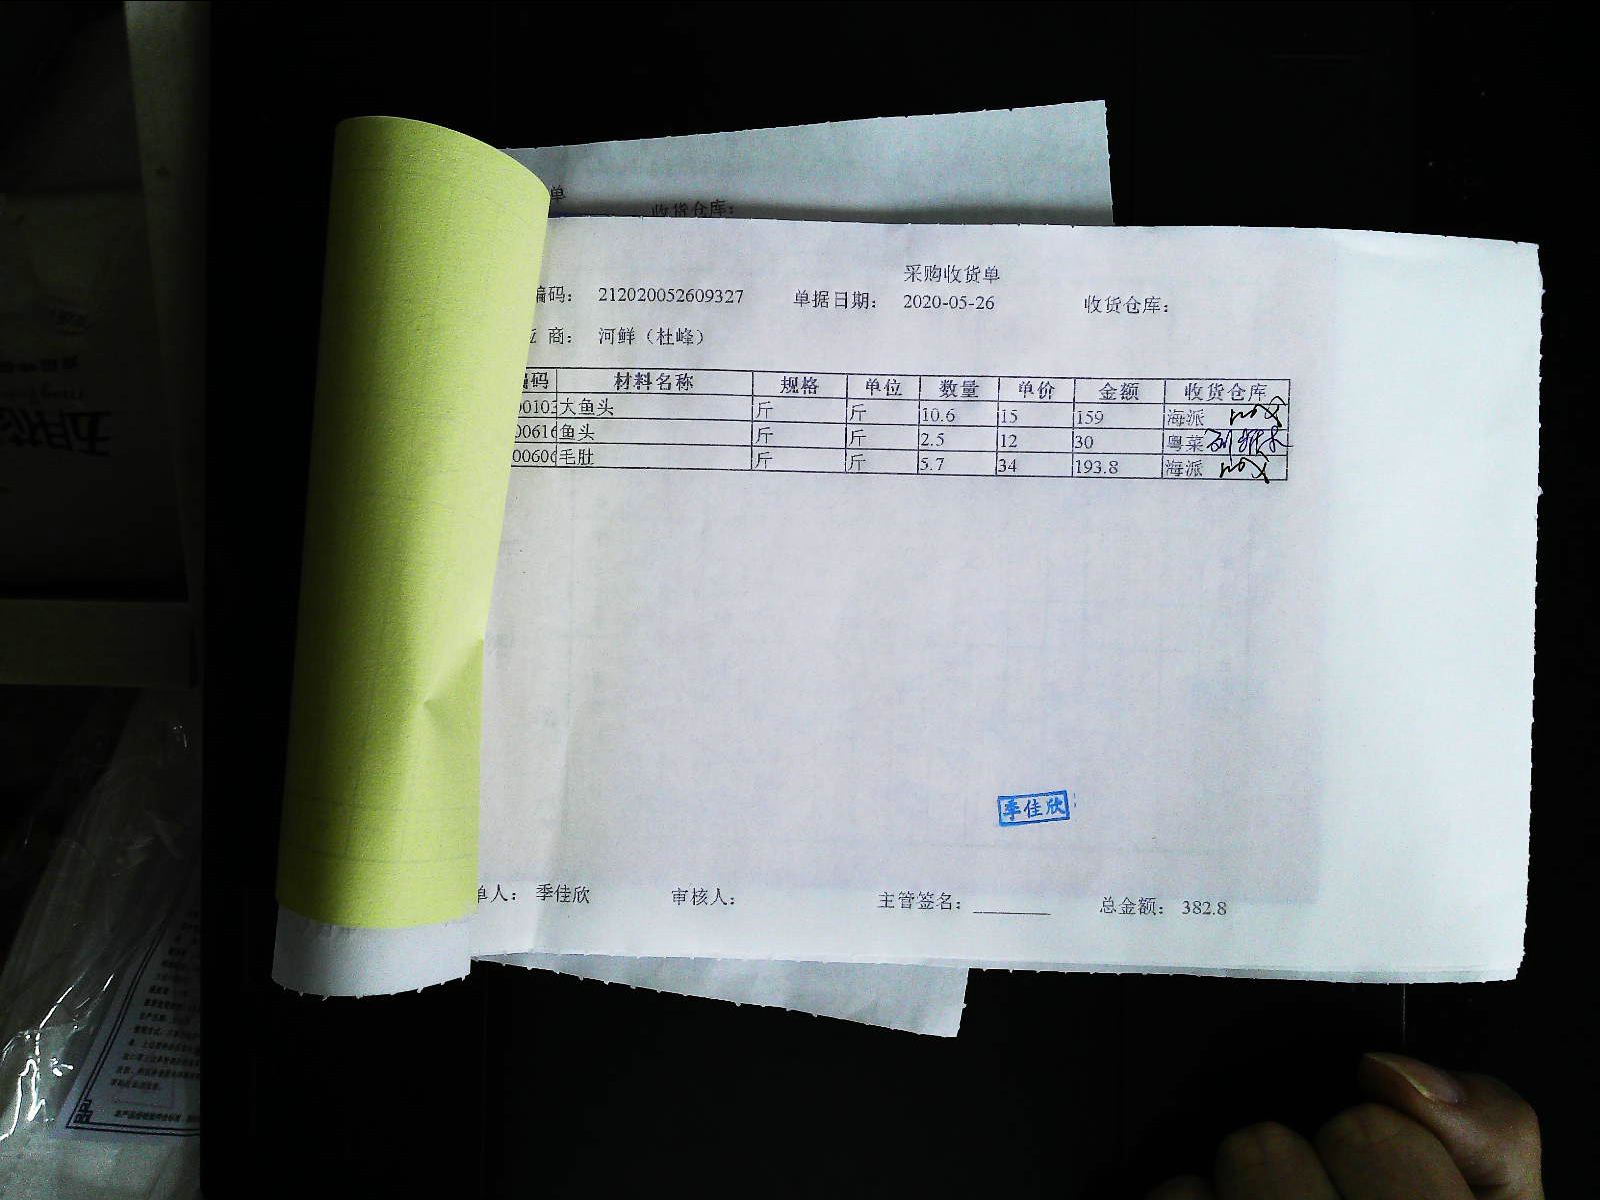 单
收货仓库：
采购收货单
编码： 212020052609327 单据日期： 2020-05-26 收货仓库：
商： 河鲜（杜峰）
编码 材料名称 规格 单位 数量 单价 金额 收货仓库
00103 大鱼头 斤 斤 10.6 15 159 海派
00616 鱼头 斤 斤 2.5 12 30 粤菜
00606 毛肚 斤 斤 5.7 34 193.8 海派
季佳欣
单人： 季佳欣 审核人： 主管签名： 总金额： 382.8